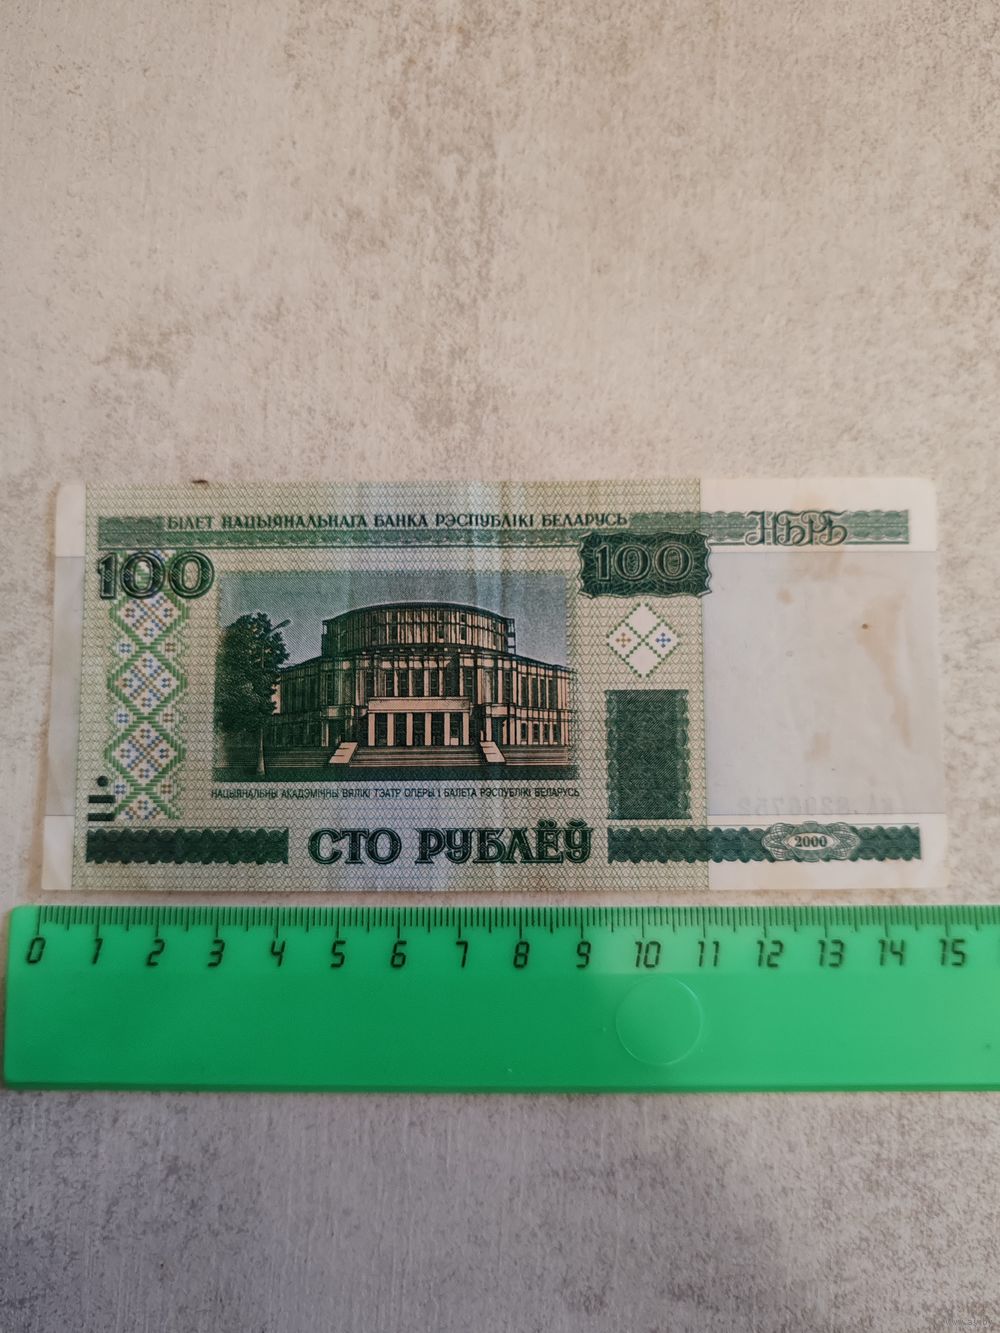 БІЛЕТ НАЦЫЯНАЛЬНАГА БАНКА РЭСПУБЛІКІ БЕЛАРУСЬ
НБРБ
100
100
НАЦЫЯНАЛЬНЫ АКАДЭМІЧНЫ ВЯЛІКІ ТЭАТР ОПЕРЫ І БАЛЕТА РЭСПУБЛІКІ БЕЛАРУСЬ
СТО РУБЛЁЎ
2000
0 1 2 3 4 5 6 7 8 9 10 11 12 13 14 15